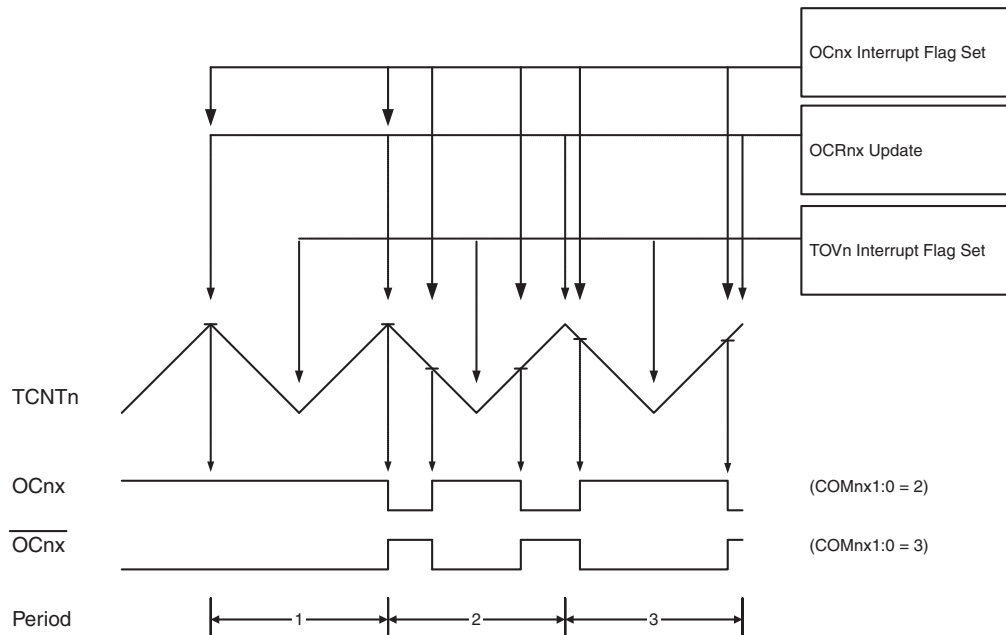 OCnx Interrupt Flag Set
OCRnx Update
TOVn Interrupt Flag Set
TCNTn
OCnx
(COMnx1:0 = 2)
OCnx
(COMnx1:0 = 3)
Period
1
2
3